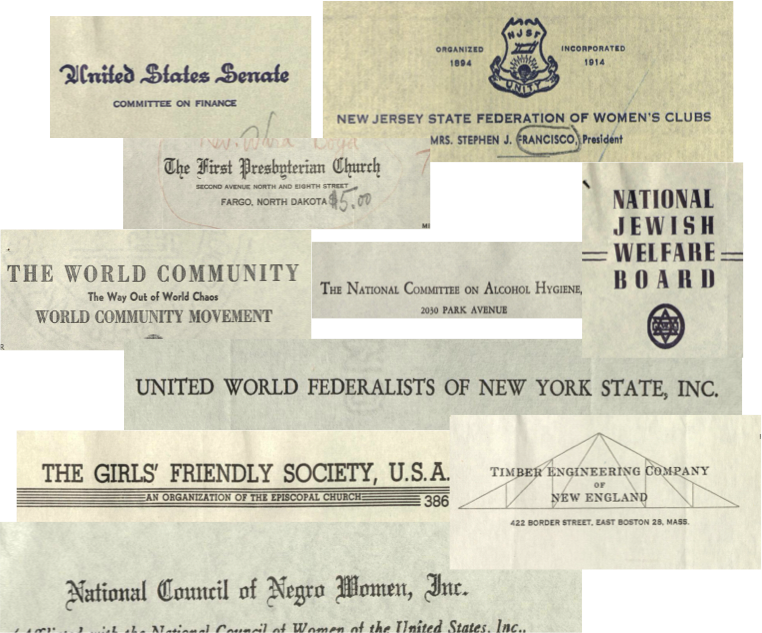 United States Senate
COMMITTEE ON FINANCE
ORGANIZED
1894
NJSF
UNITY
INCORPORATED
1914
NEW JERSEY STATE FEDERATION OF WOMEN'S CLUBS
MRS. STEPHEN J. FRANCISCO, President
Rev.
The First Presbyterian Church
SECOND AVENUE NORTH AND EIGHTH STREET
FARGO, NORTH DAKOTA $5.00
NATIONAL
JEWISH
WELFARE
BOARD
THE WORLD COMMUNITY
The Way Out of World Chaos
WORLD COMMUNITY MOVEMENT
THE NATIONAL COMMITTEE ON ALCOHOL HYGIENE,
2030 PARK AVENUE
UNITED WORLD FEDERALISTS OF NEW YORK STATE, INC.
THE GIRLS' FRIENDLY SOCIETY, U.S.A.
AN ORGANIZATION OF THE EPISCOPAL CHURCH
386
TIMBER ENGINEERING COMPANY
OF
NEW ENGLAND
422 BORDER STREET, EAST BOSTON 28, MASS.
National Council of Negro Women, Inc.
Affiliated with the National Council of Women of the United States, Inc.,